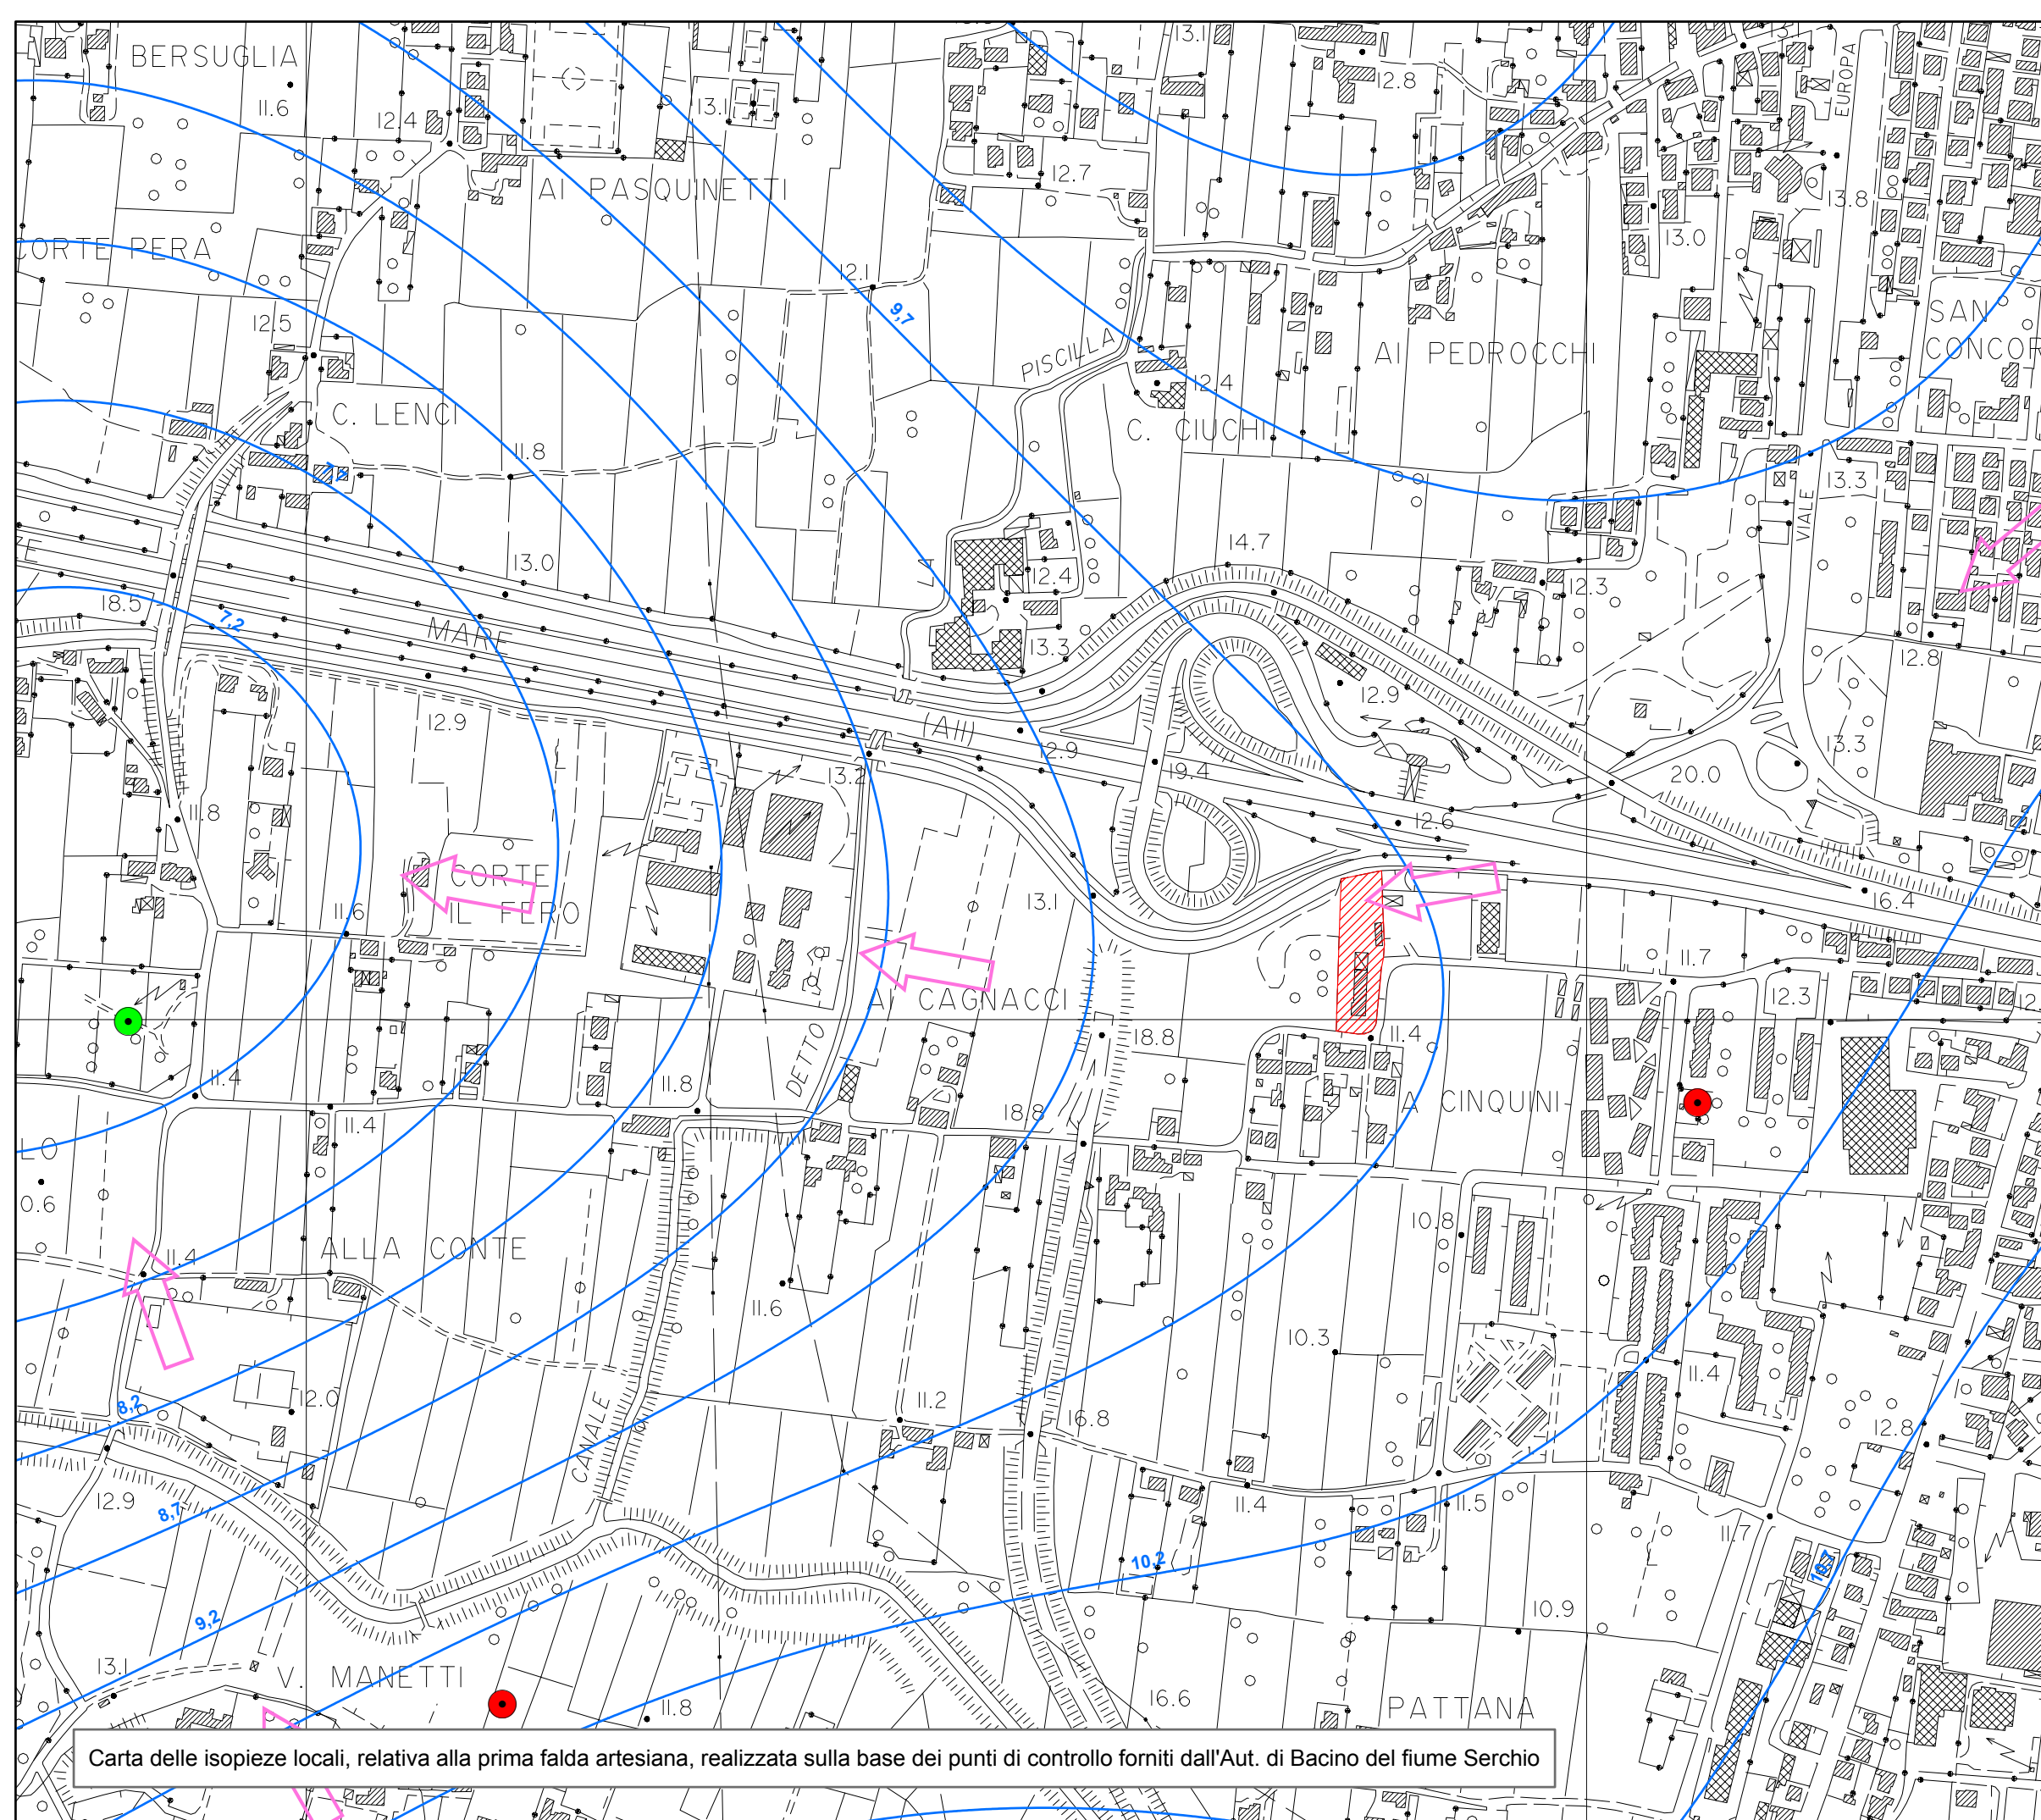 BERSUGLIA
11.6
12.4
13.1
13.1
12.8
EUROPA
AI PASQUINETTI
12.7
13.8
13.0
CORTE PERA
12.1
9,7
12.5
PISCILLA
AI PEDROCCHI
SAN
CONCOR
12.4
C. LENCI
C. CIUCHI
11.8
13.3
VIALE
14.7
13.0
12.4
12.3
18.5
7,2
MARE
13.3
12.8
12.9
12.9
(A11)
12.9
13.2
19.4
13.3
20.0
11.8
12.6
CORTE
IL FERO
13.1
16.4
11.6
11.7
AI CAGNACCI
12.3
DETTO
18.8
11.4
11.4
11.8
A CINQUINI
11.4
18.8
LO
0.6
10.8
11.4
ALLA CONTE
11.6
10.3
11.4
8,2
12.0
11.2
16.8
12.8
CANALE
12.9
8,7
11.4
11.5
11.7
10,2
10,7
9,2
10.9
13.1
V. MANETTI
11.8
16.6
PATTANA
Carta delle isopieze locali, relativa alla prima falda artesiana, realizzata sulla base dei punti di controllo forniti dall'Aut. di Bacino del fiume Serchio